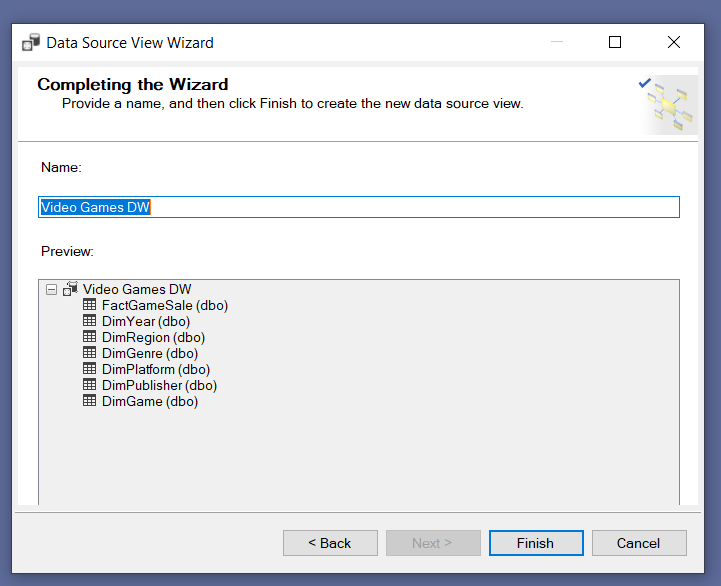 Data Source View Wizard
Completing the Wizard
Provide a name, and then click Finish to create the new data source view.
Name:
Video Games DW
Preview:
Video Games DW
FactGameSale (dbo)
DimYear (dbo)
DimRegion (dbo)
DimGenre (dbo)
DimPlatform (dbo)
DimPublisher (dbo)
DimGame (dbo)
< Back
Next >
Finish
Cancel